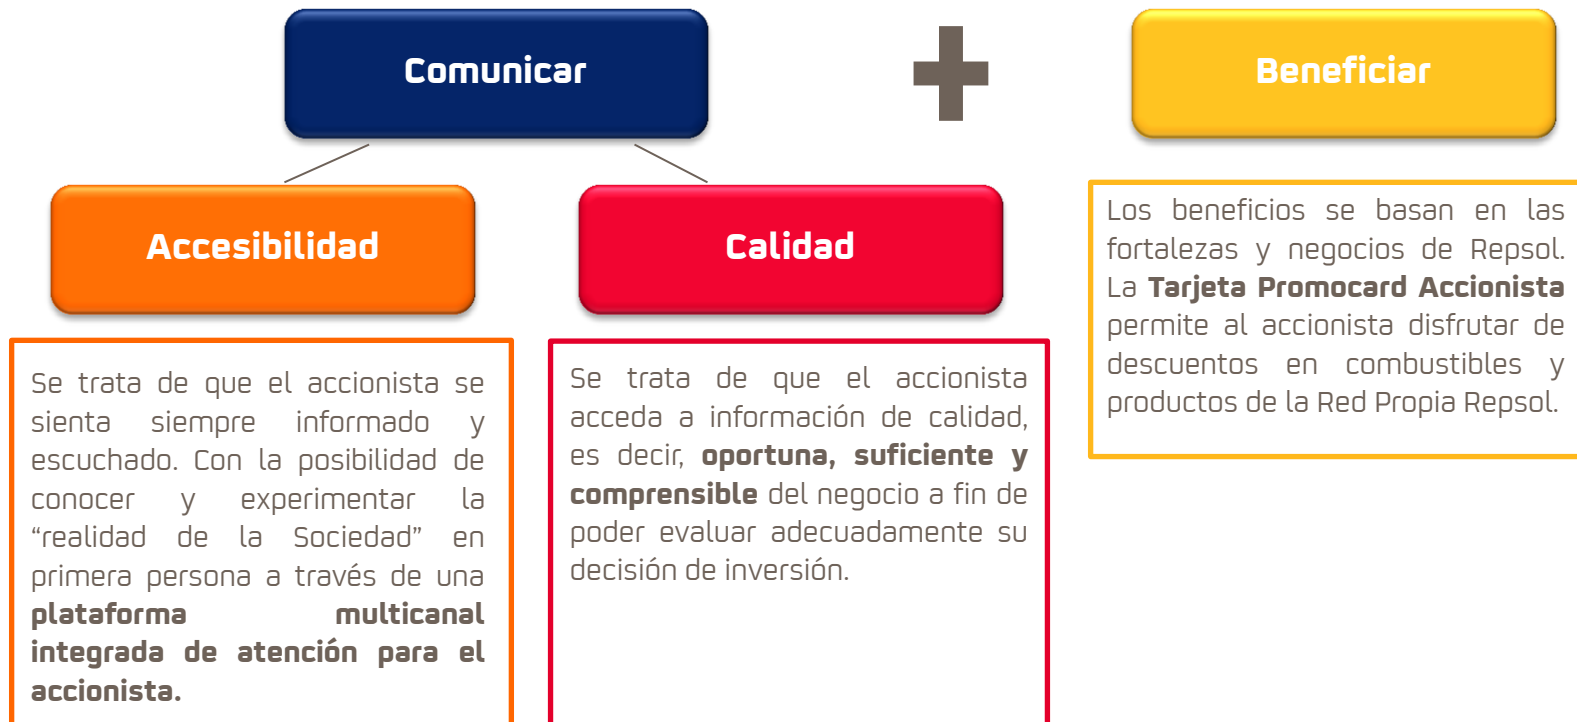 Comunicar
Beneficiar
Accesibilidad
Calidad
Se trata de que el accionista se
sienta siempre informado y
escuchado. Con la posibilidad de
conocer y experimentar la
“realidad de la Sociedad” en
primera persona a través de una
plataforma multicanal
integrada de atención para el
accionista.
Se trata de que el accionista
acceda a información de calidad,
es decir, oportuna, suficiente y
comprensible del negocio a fin de
poder evaluar adecuadamente su
decisión de inversión.
Los beneficios se basan en las
fortalezas y negocios de Repsol.
La Tarjeta Promocard Accionista
permite al accionista disfrutar de
descuentos en combustibles y
productos de la Red Propia Repsol.